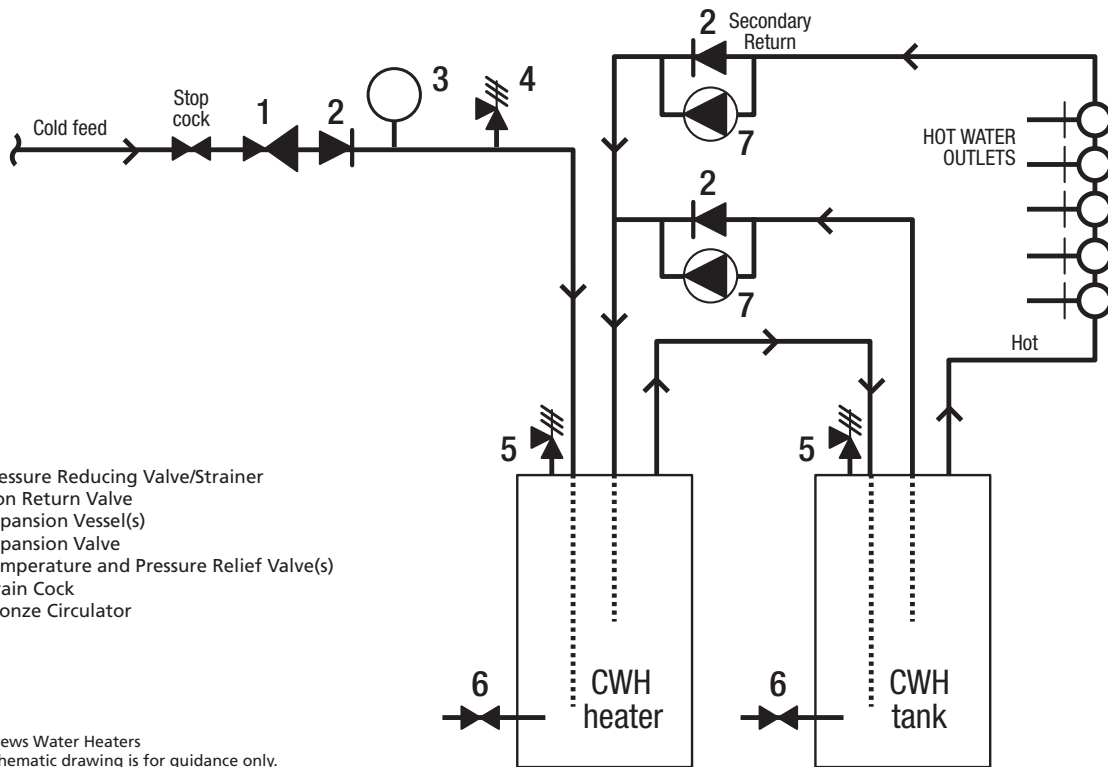 2 Secondary
Return
3
4
Stop
cock
1
2
Cold feed
7
HOT WATER
OUTLETS
2
7
Hot
5
5
essure Reducing Valve/Strainer
on Return Valve
pansion Vessel(s)
pansion Valve
mperature and Pressure Relief Valve(s)
rain Cock
onze Circulator
6
CWH
heater
6
CWH
tank
ews Water Heaters
hematic drawing is for guidance only.